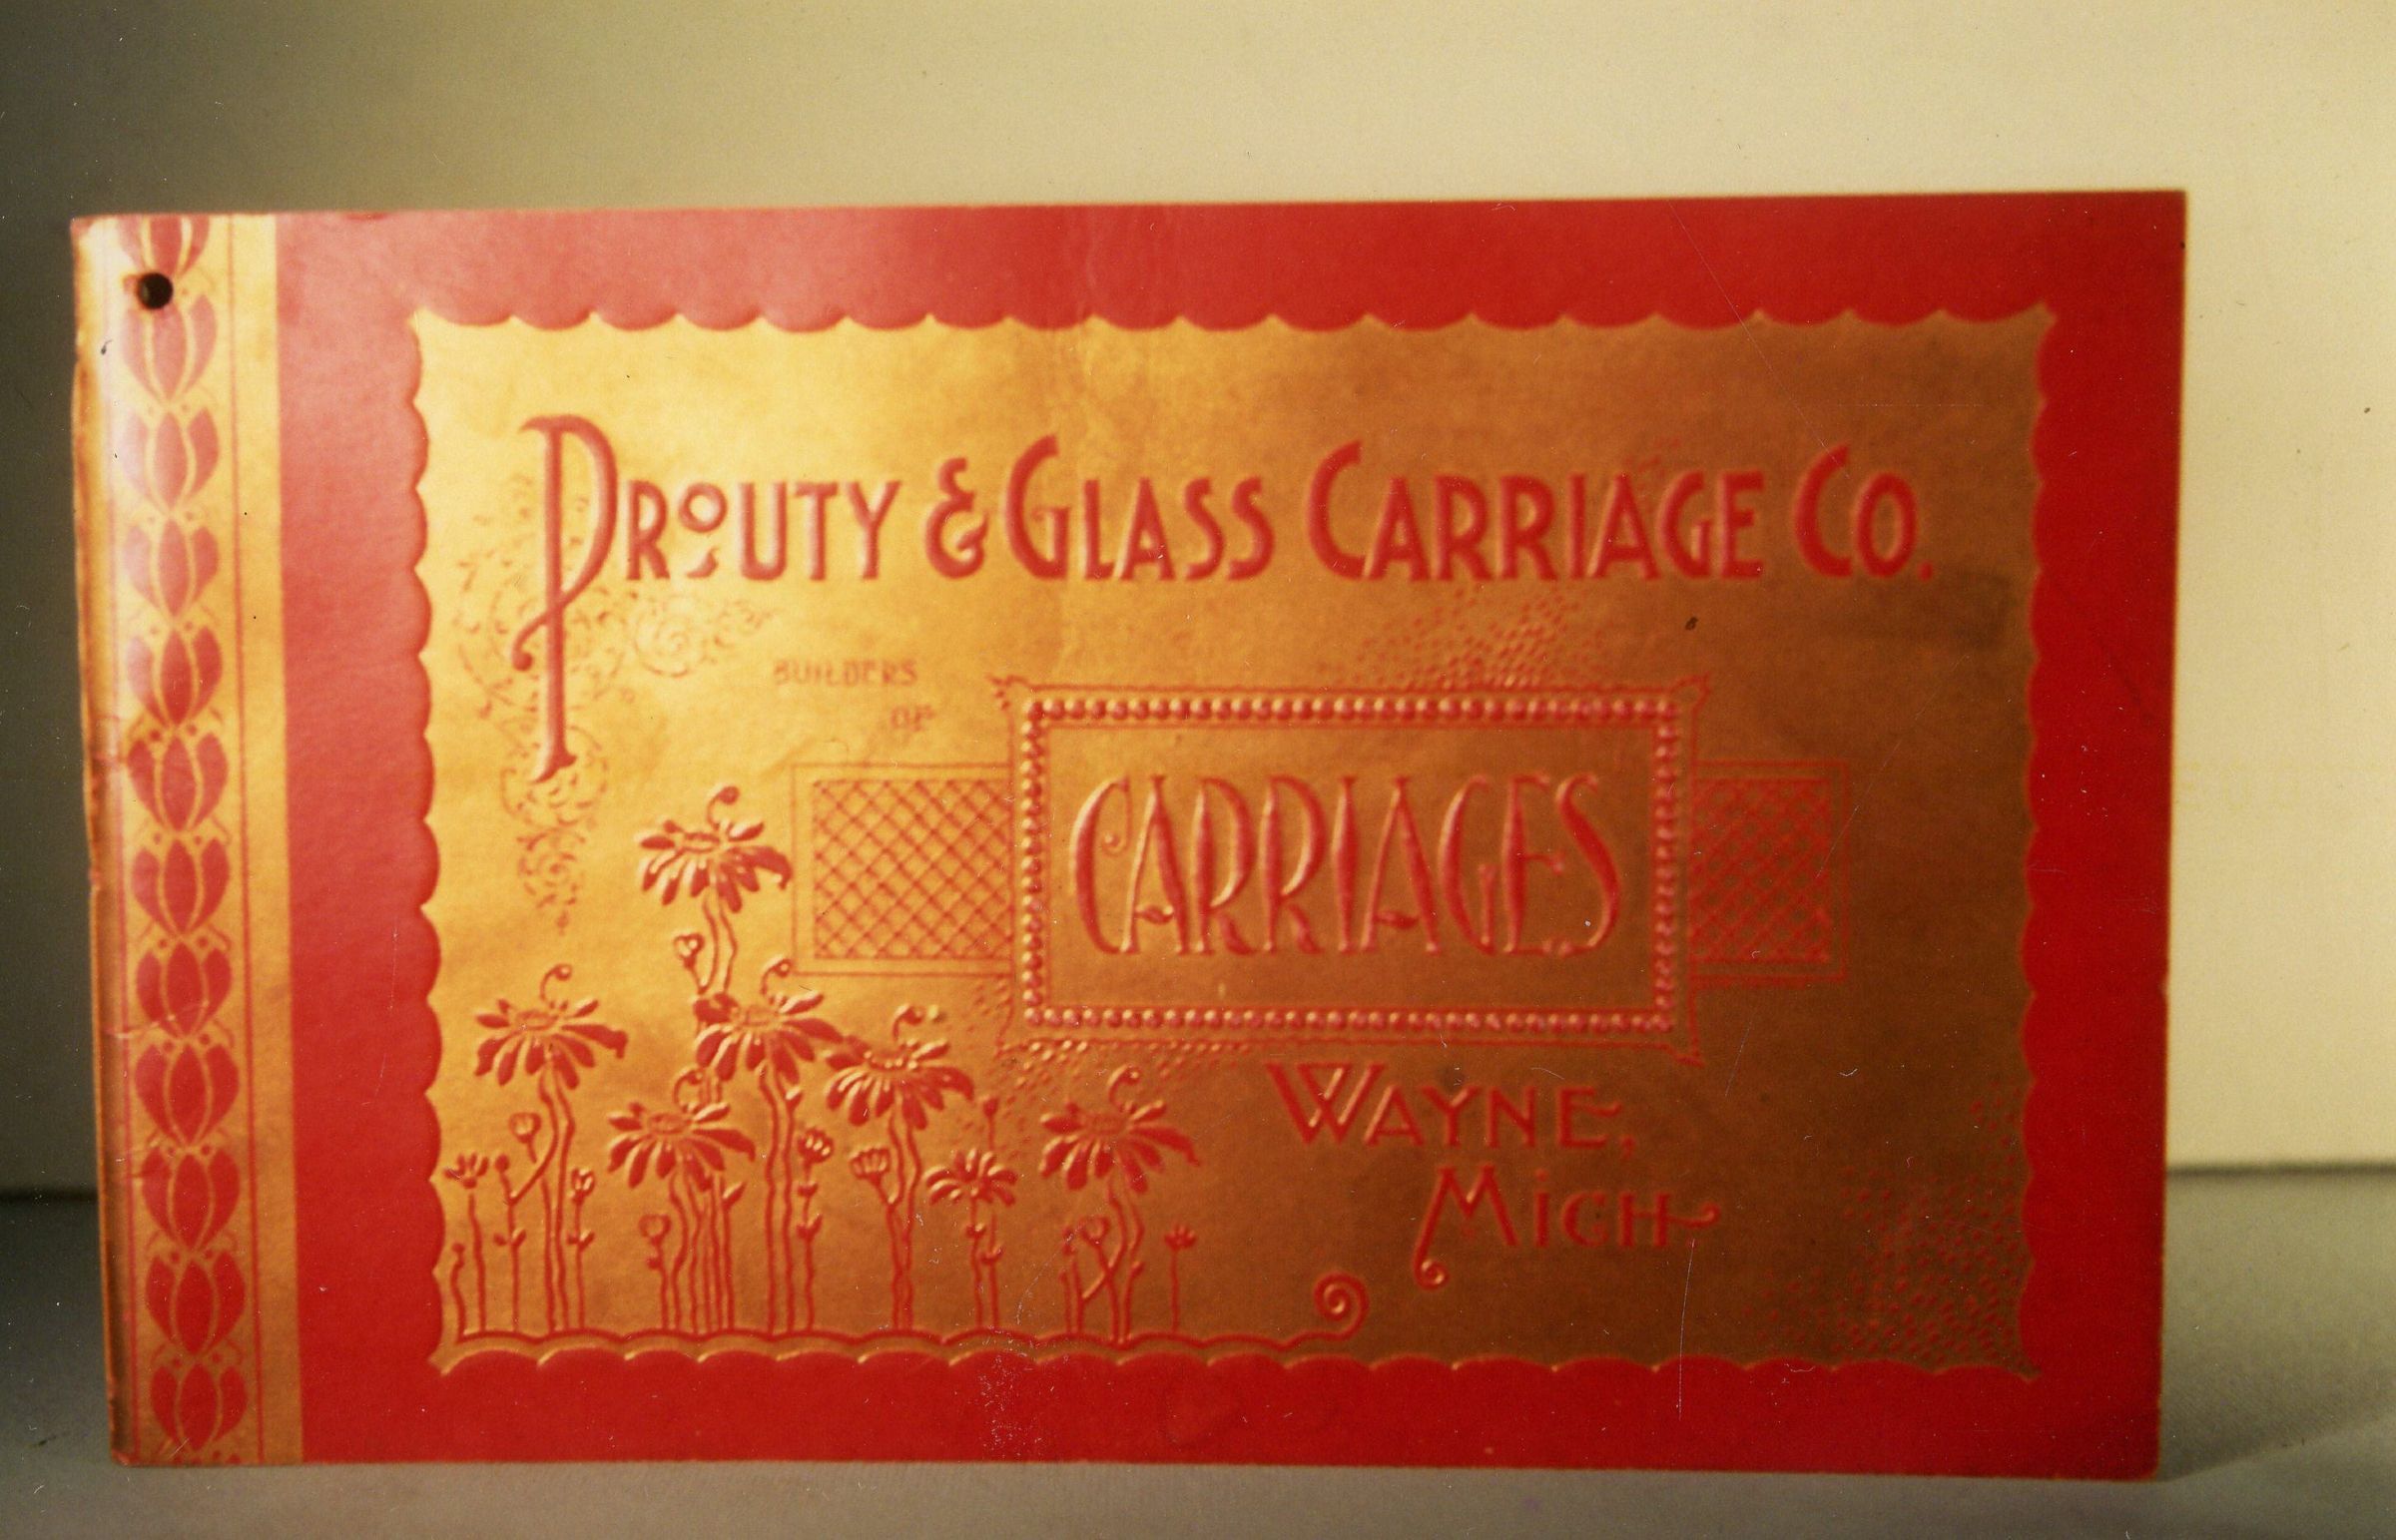 PROUTY & GLASS CARRIAGE CO.
BUILDERS
OF
CARRIAGES
WAYNE,
MICH